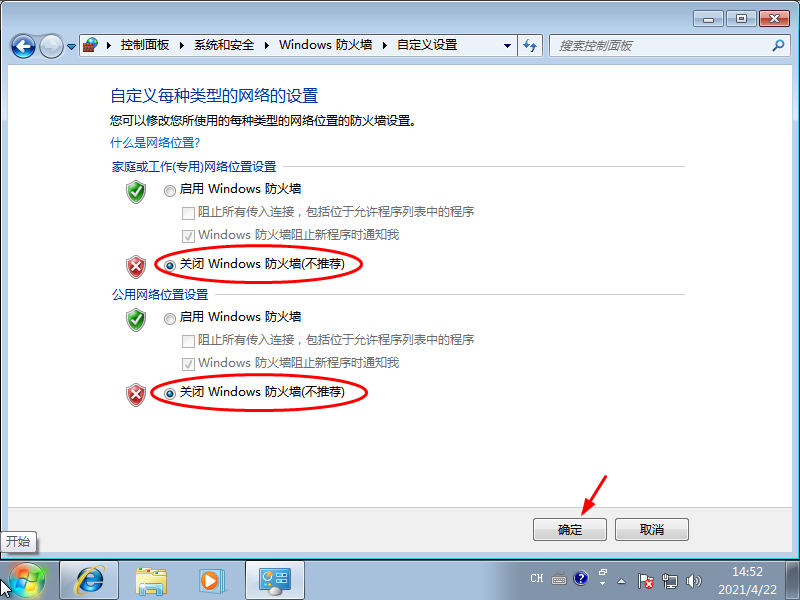 控制面板 系统和安全 Windows 防火墙 自定义设置 搜索控制面板
自定义每种类型的网络的设置
您可以修改您所使用的每种类型的网络位置的防火墙设置。
什么是网络位置?
家庭或工作(专用)网络位置设置
启用 Windows 防火墙
阻止所有传入连接，包括位于允许程序列表中的程序
Windows 防火墙阻止新程序时通知我
关闭 Windows 防火墙(不推荐)
公用网络位置设置
启用 Windows 防火墙
阻止所有传入连接，包括位于允许程序列表中的程序
Windows 防火墙阻止新程序时通知我
关闭 Windows 防火墙(不推荐)
确定 取消
开始
CH 14:52
2021/4/22